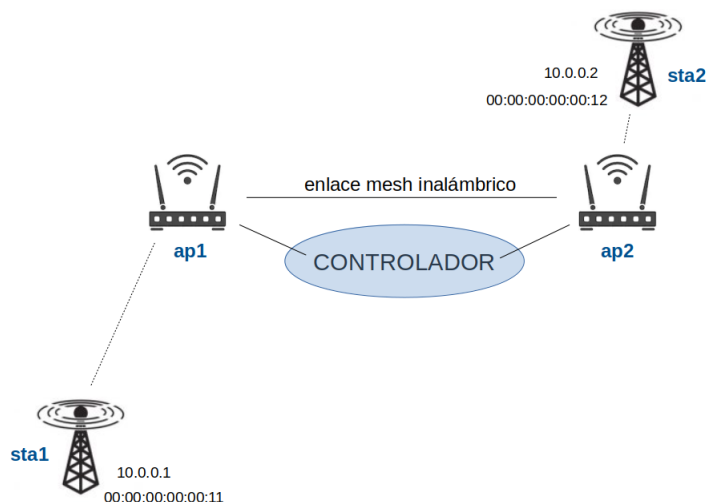 10.0.0.2
sta2
00:00:00:00:00:12
enlace mesh inalámbrico
ap1
ap2
CONTROLADOR
sta1
10.0.0.1
00:00:00:00:00:11